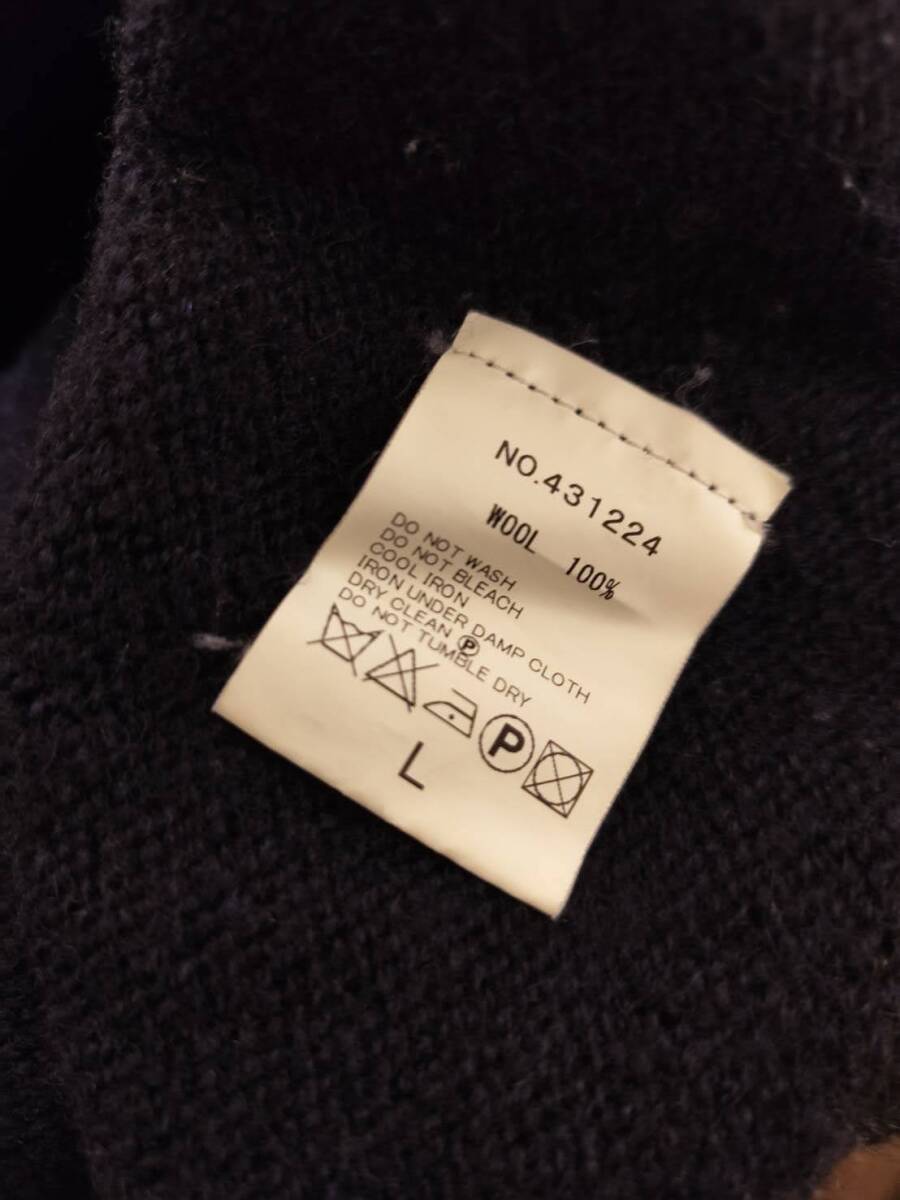 NO.431224
WOOL 100%
DO NOT WASH
DO NOT BLEACH
COOL IRON
IRON UNDER DAMP CLOTH
DRY CLEAN Ⓟ
DO NOT TUMBLE DRY
P
L